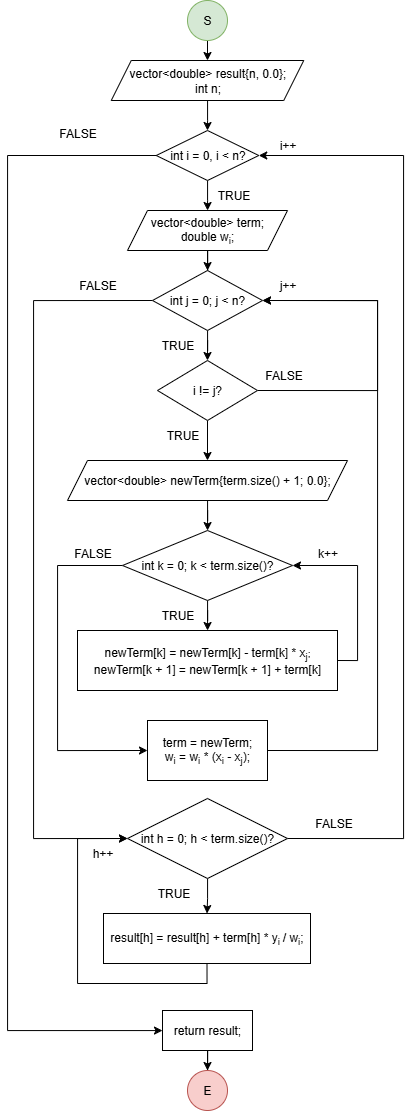 S
vector<double> result{n, 0.0};
int n;
FALSE
int i = 0, i < n?
i++
TRUE
vector<double> term;
double wᵢ;
FALSE
int j = 0; j < n?
j++
TRUE
i != j?
FALSE
TRUE
vector<double> newTerm{term.size() + 1; 0.0};
FALSE
int k = 0; k < term.size()?
k++
TRUE
newTerm[k] = newTerm[k] - term[k] * xⱼ;
newTerm[k + 1] = newTerm[k + 1] + term[k]
term = newTerm;
wᵢ = wᵢ * (xᵢ - xⱼ);
int h = 0; h < term.size()?
FALSE
h++
TRUE
result[h] = result[h] + term[h] * yᵢ / wᵢ;
return result;
E